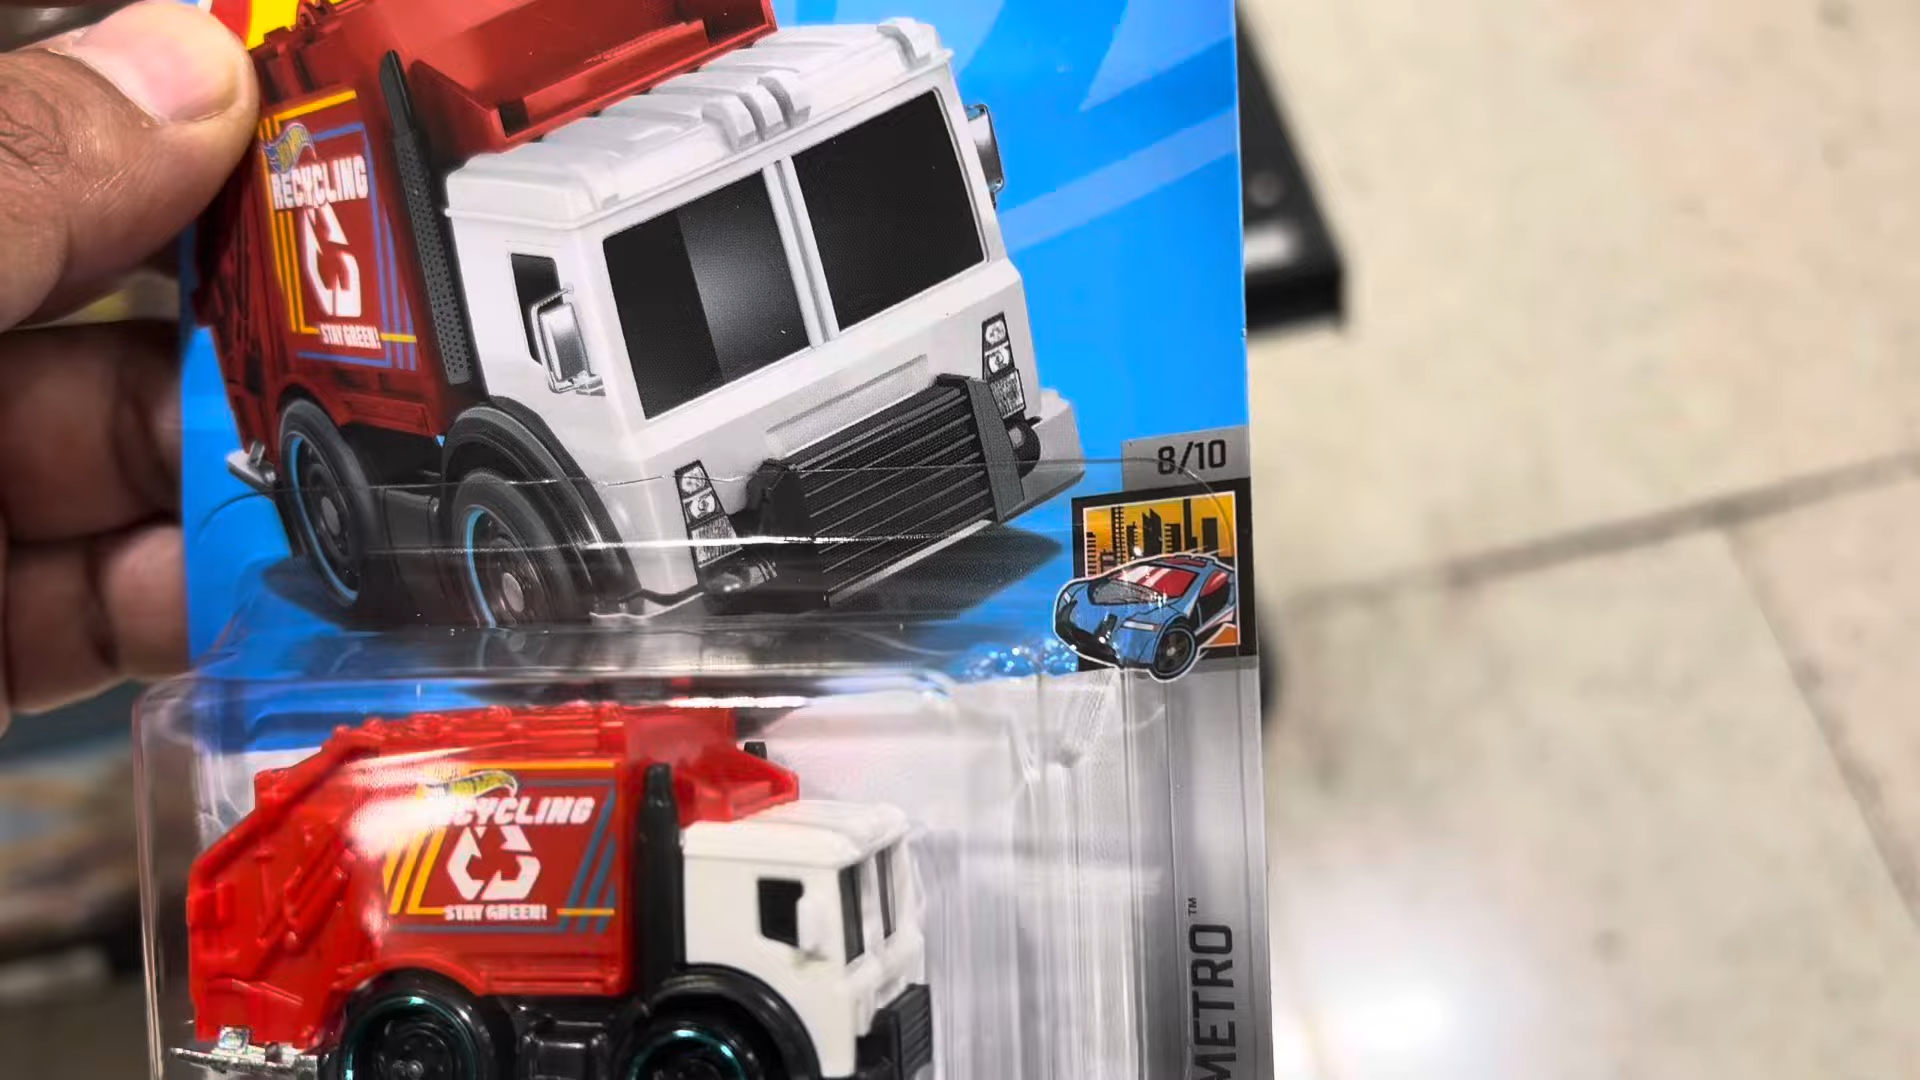 RECYCLING
STAY GREEN!
8/10
RECYCLING
STAY GREEN!
METRO™